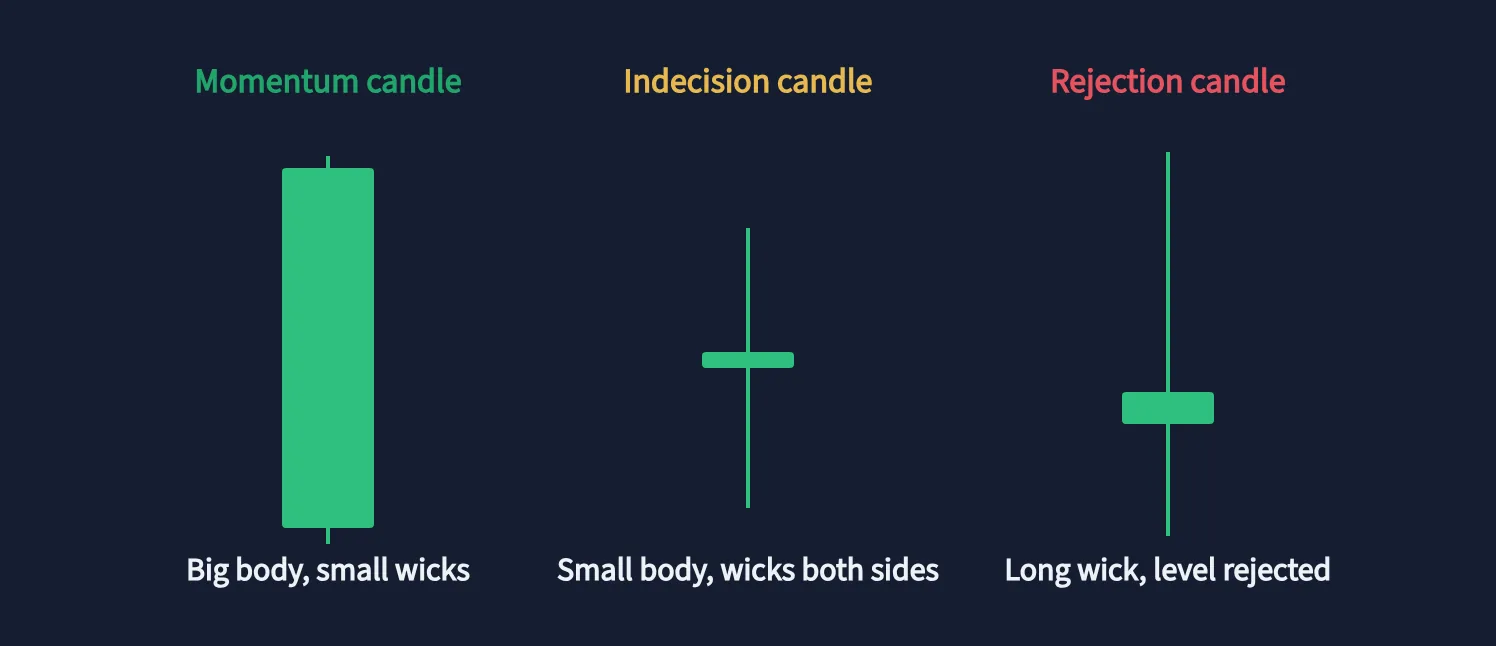 Momentum candle
Indecision candle
Rejection candle
Big body, small wicks
Small body, wicks both sides
Long wick, level rejected